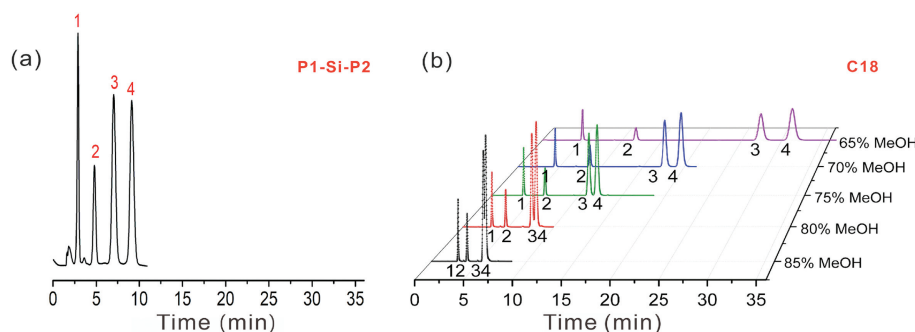 (a)
P1-Si-P2
1
2
3
4
0 5 10 15 20 25 30 35
Time (min)
(b)
C18
1 2 3 4
65% MeOH
1 2 3 4
70% MeOH
1 2 3 4
75% MeOH
1 2 34
80% MeOH
12 34
85% MeOH
0 5 10 15 20 25 30 35
Time (min)